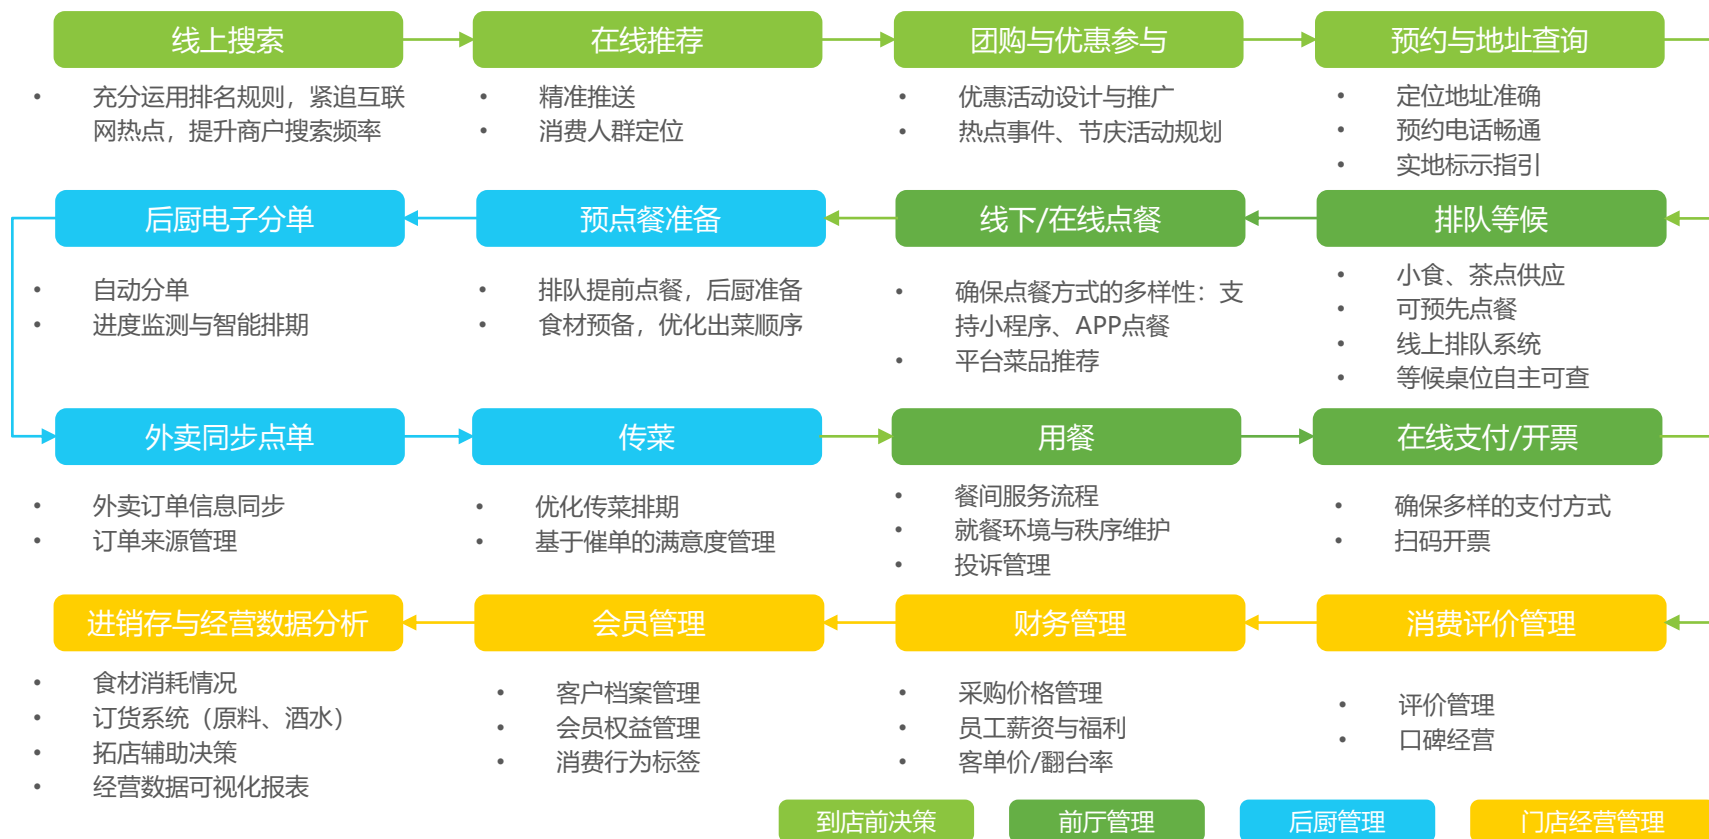 线上搜索
在线推荐
团购与优惠参与
预约与地址查询
• 充分运用排名规则，紧追互联
网热点，提升商户搜索频率
• 精准推送
• 消费人群定位
• 优惠活动设计与推广
• 热点事件、节庆活动规划
• 定位地址准确
• 预约电话畅通
• 实地标示指引
后厨电子分单
预点餐准备
线下/在线点餐
排队等候
• 自动分单
• 进度监测与智能排期
• 排队提前点餐，后厨准备
• 食材预备，优化出菜顺序
• 确保点餐方式的多样性：支
持小程序、APP点餐
• 平台菜品推荐
• 小食、茶点供应
• 可预先点餐
• 线上排队系统
• 等候桌位自主可查
外卖同步点单
传菜
用餐
在线支付/开票
• 外卖订单信息同步
• 订单来源管理
• 优化传菜排期
• 基于催单的满意度管理
• 餐间服务流程
• 就餐环境与秩序维护
• 投诉管理
• 确保多样的支付方式
• 扫码开票
进销存与经营数据分析
会员管理
财务管理
消费评价管理
• 食材消耗情况
• 订货系统（原料、酒水）
• 拓店辅助决策
• 经营数据可视化报表
• 客户档案管理
• 会员权益管理
• 消费行为标签
• 采购价格管理
• 员工薪资与福利
• 客单价/翻台率
• 评价管理
• 口碑经营
到店前决策
前厅管理
后厨管理
门店经营管理